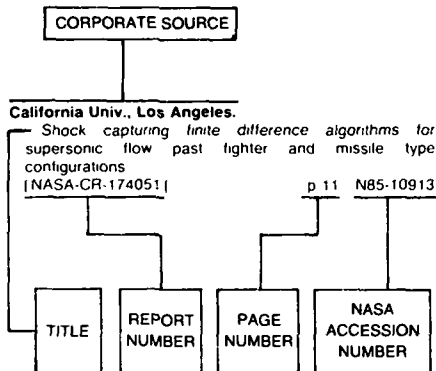 CORPORATE SOURCE
California Univ., Los Angeles.
Shock capturing finite difference algorithms for
supersonic flow past fighter and missile type
configurations
[NASA-CR-174051] p 11 N85-10913
TITLE
REPORT
NUMBER
PAGE
NUMBER
NASA
ACCESSION
NUMBER